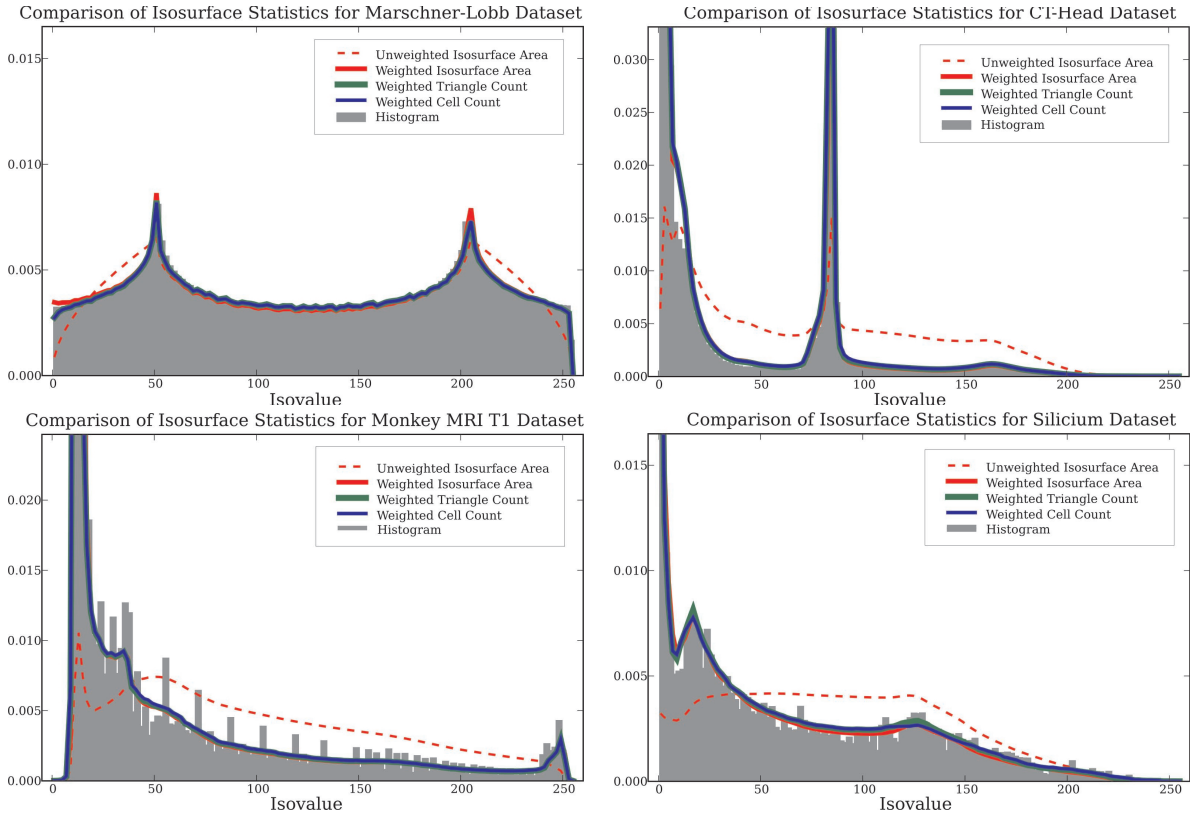 Comparison of Isosurface Statistics for Marschner-Lobb Dataset
0.015
0.010
0.005
0.000
Unweighted Isosurface Area
Weighted Isosurface Area
Weighted Triangle Count
Weighted Cell Count
Histogram
0 50 100 150 200 250
Isovalue
Comparison of Isosurface Statistics for CT-Head Dataset
0.030
0.025
0.020
0.015
0.010
0.005
0.000
Unweighted Isosurface Area
Weighted Isosurface Area
Weighted Triangle Count
Weighted Cell Count
Histogram
0 50 100 150 200 250
Isovalue
Comparison of Isosurface Statistics for Monkey MRI T1 Dataset
0.020
0.015
0.010
0.005
0.000
Unweighted Isosurface Area
Weighted Isosurface Area
Weighted Triangle Count
Weighted Cell Count
Histogram
0 50 100 150 200 250
Isovalue
Comparison of Isosurface Statistics for Silicium Dataset
0.015
0.010
0.005
0.000
Unweighted Isosurface Area
Weighted Isosurface Area
Weighted Triangle Count
Weighted Cell Count
Histogram
0 50 100 150 200 250
Isovalue